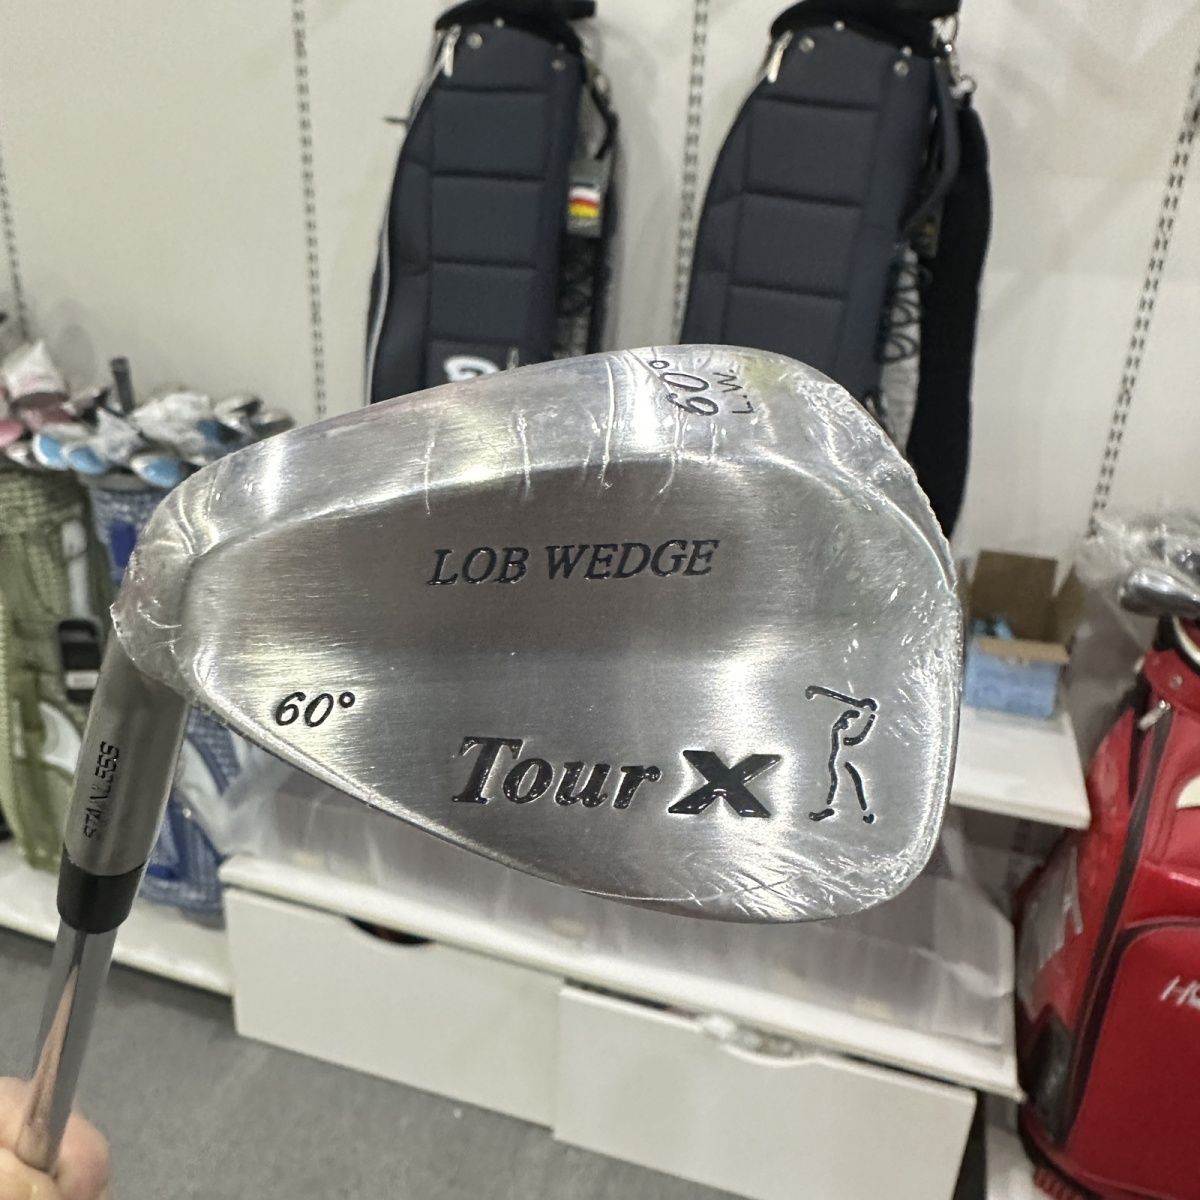 60°
L.W.
LOB WEDGE
60°
Tour X
STAINLESS